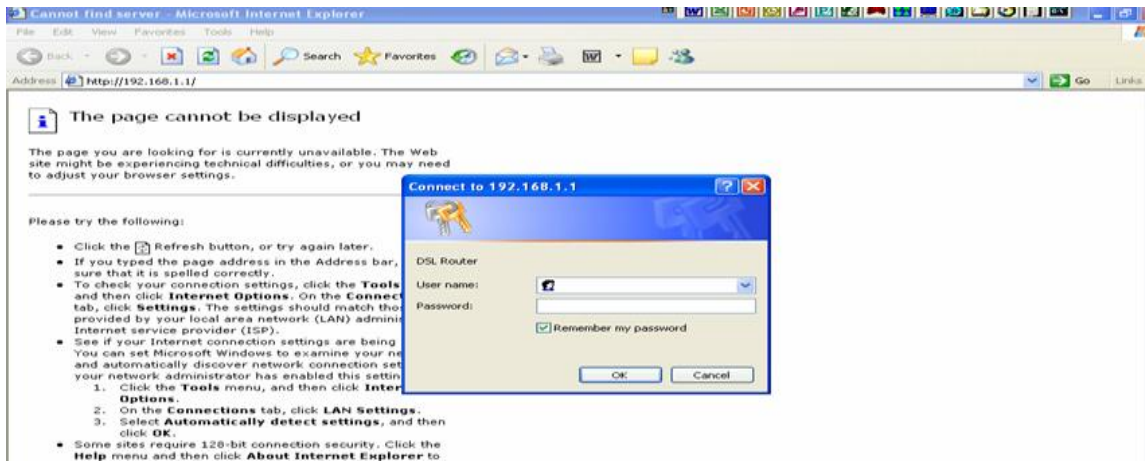 Cannot find server - Microsoft Internet Explorer
File Edit View Favorites Tools Help
Back Search Favorites
Address http://192.168.1.1/ Go Links
The page cannot be displayed
The page you are looking for is currently unavailable. The Web
site might be experiencing technical difficulties, or you may need
to adjust your browser settings.
Please try the following:
Click the Refresh button, or try again later.
If you typed the page address in the Address bar,
sure that it is spelled correctly.
To check your connection settings, click the Tools
and then click Internet Options. On the Connect
tab, click Settings. The settings should match tho
provided by your local area network (LAN) admini
Internet service provider (ISP).
See if your Internet connection settings are being
You can set Microsoft Windows to examine your ne
and automatically discover network connection set
your network administrator has enabled this settin
1. Click the Tools menu, and then click Inter
Options.
2. On the Connections tab, click LAN Settings.
3. Select Automatically detect settings, and then
click OK.
Some sites require 128-bit connection security. Click the
Help menu and then click About Internet Explorer to
Connect to 192.168.1.1
DSL Router
User name:
Password:
Remember my password
OK Cancel